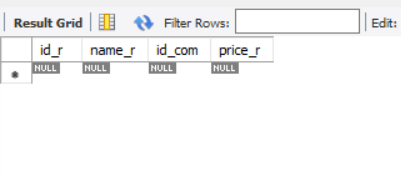 Result Grid Filter Rows: Edit:
id_r name_r id_com price_r
NULL NULL NULL NULL